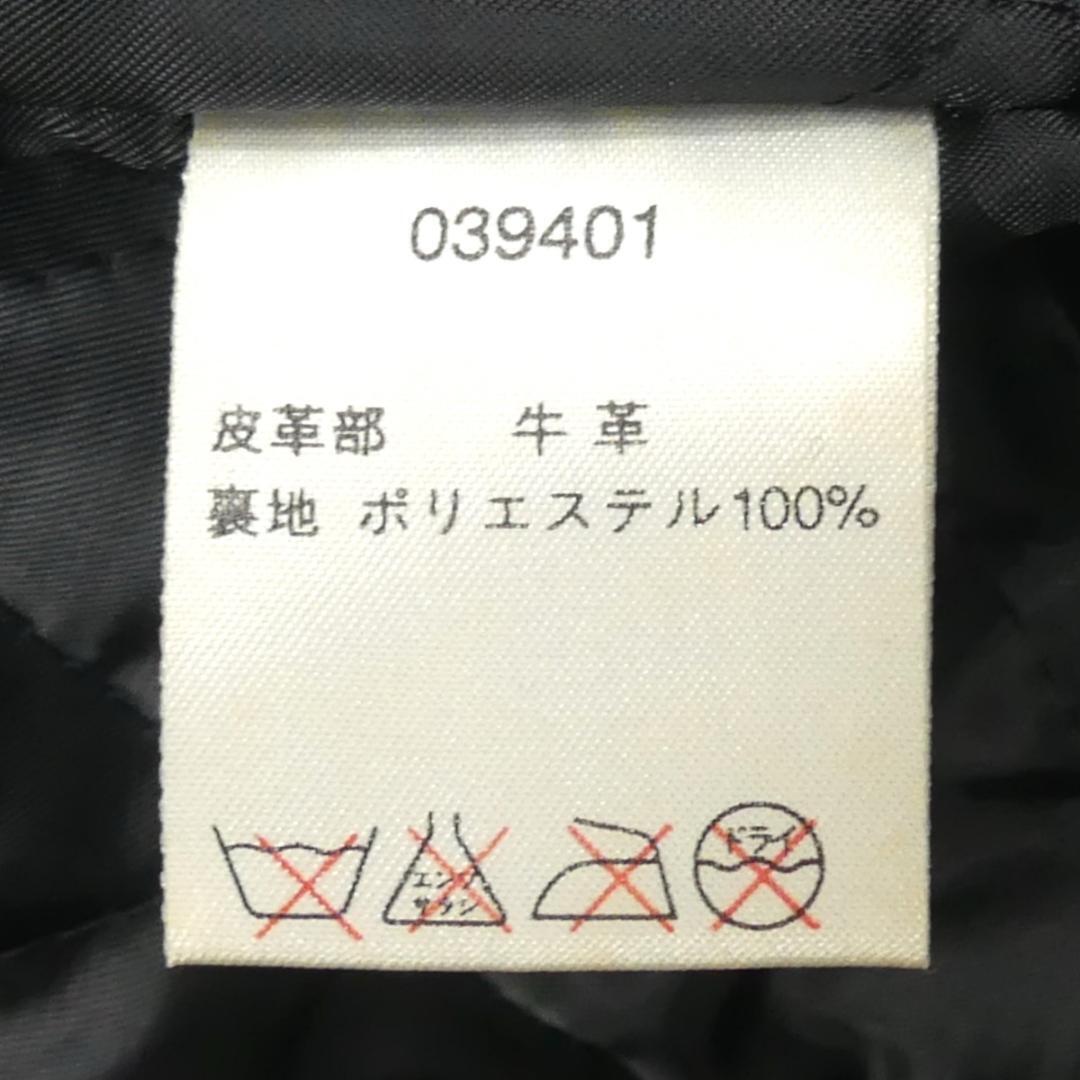 039401
皮革部 牛革
裏地 ポリエステル100%
エンソ
サラシ
ドライ